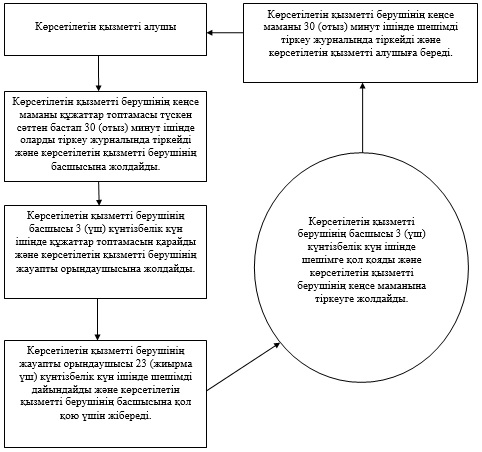 Көрсетілетін қызметті алушы
Көрсетілетін қызметті берушінің кеңсе
маманы құжаттар топтамасы түскен
сәттен бастап 30 (отыз) минут ішінде
оларды тіркеу журналында тіркейді
және көрсетілетін қызметті берушінің
басшысына жолдайды.
Көрсетілетін қызметті берушінің
басшысы 3 (үш) күнтізбелік күн
ішінде құжаттар топтамасын қарайды
және көрсетілетін қызметті берушінің
жауапты орындаушысына жолдайды.
Көрсетілетін қызметті берушінің
жауапты орындаушысы 23 (жиырма
үш) күнтізбелік күн ішінде шешімді
дайындайды және көрсетілетін
қызметті берушінің басшысына қол
қою үшін жібереді.
Көрсетілетін қызметті
берушінің басшысы 3 (үш)
күнтізбелік күн ішінде
шешімге қол қояды және
көрсетілетін қызметті
берушінің кеңсе маманына
тіркеуге жолдайды.
Көрсетілетін қызметті берушінің кеңсе
маманы 30 (отыз) минут ішінде шешімді
тіркеу журналында тіркейді және
көрсетілетін қызметті алушыға береді.